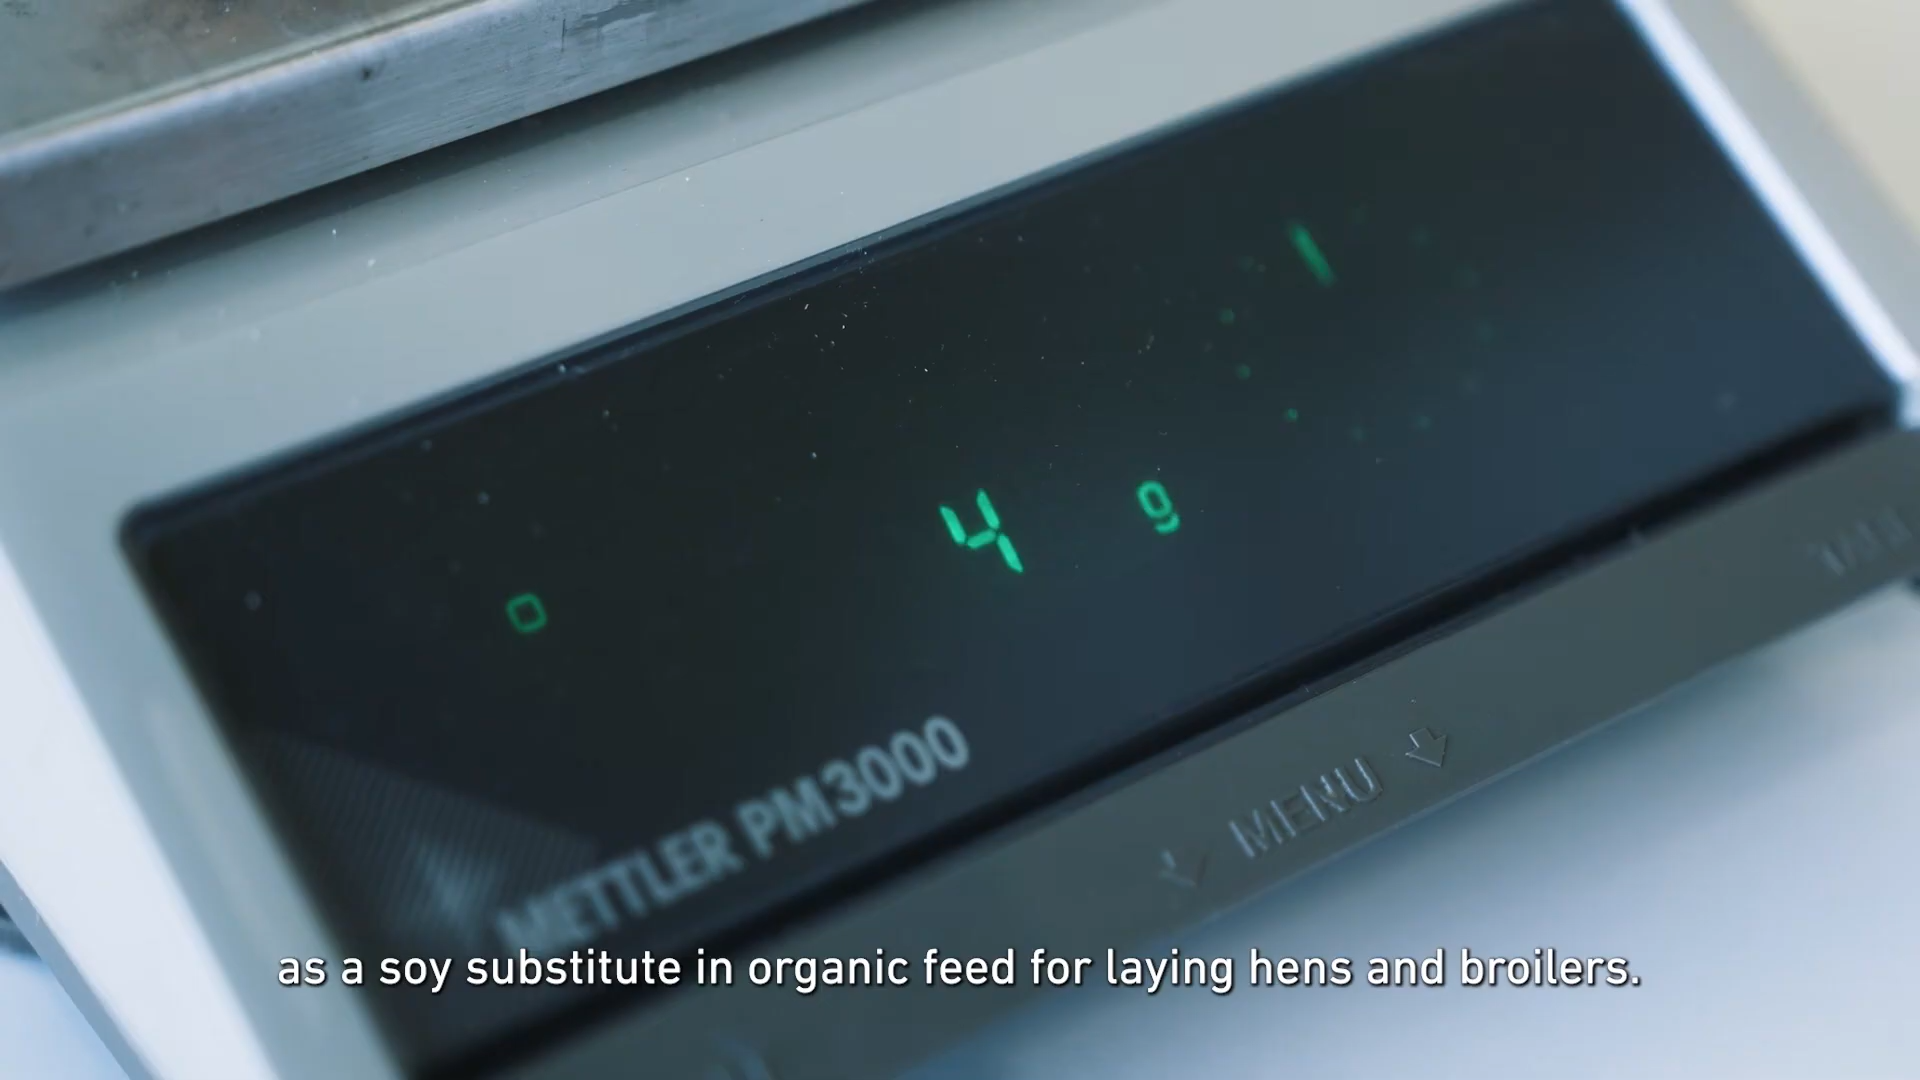 4 g
METTLER PM3000
MENU
as a soy substitute in organic feed for laying hens and broilers.